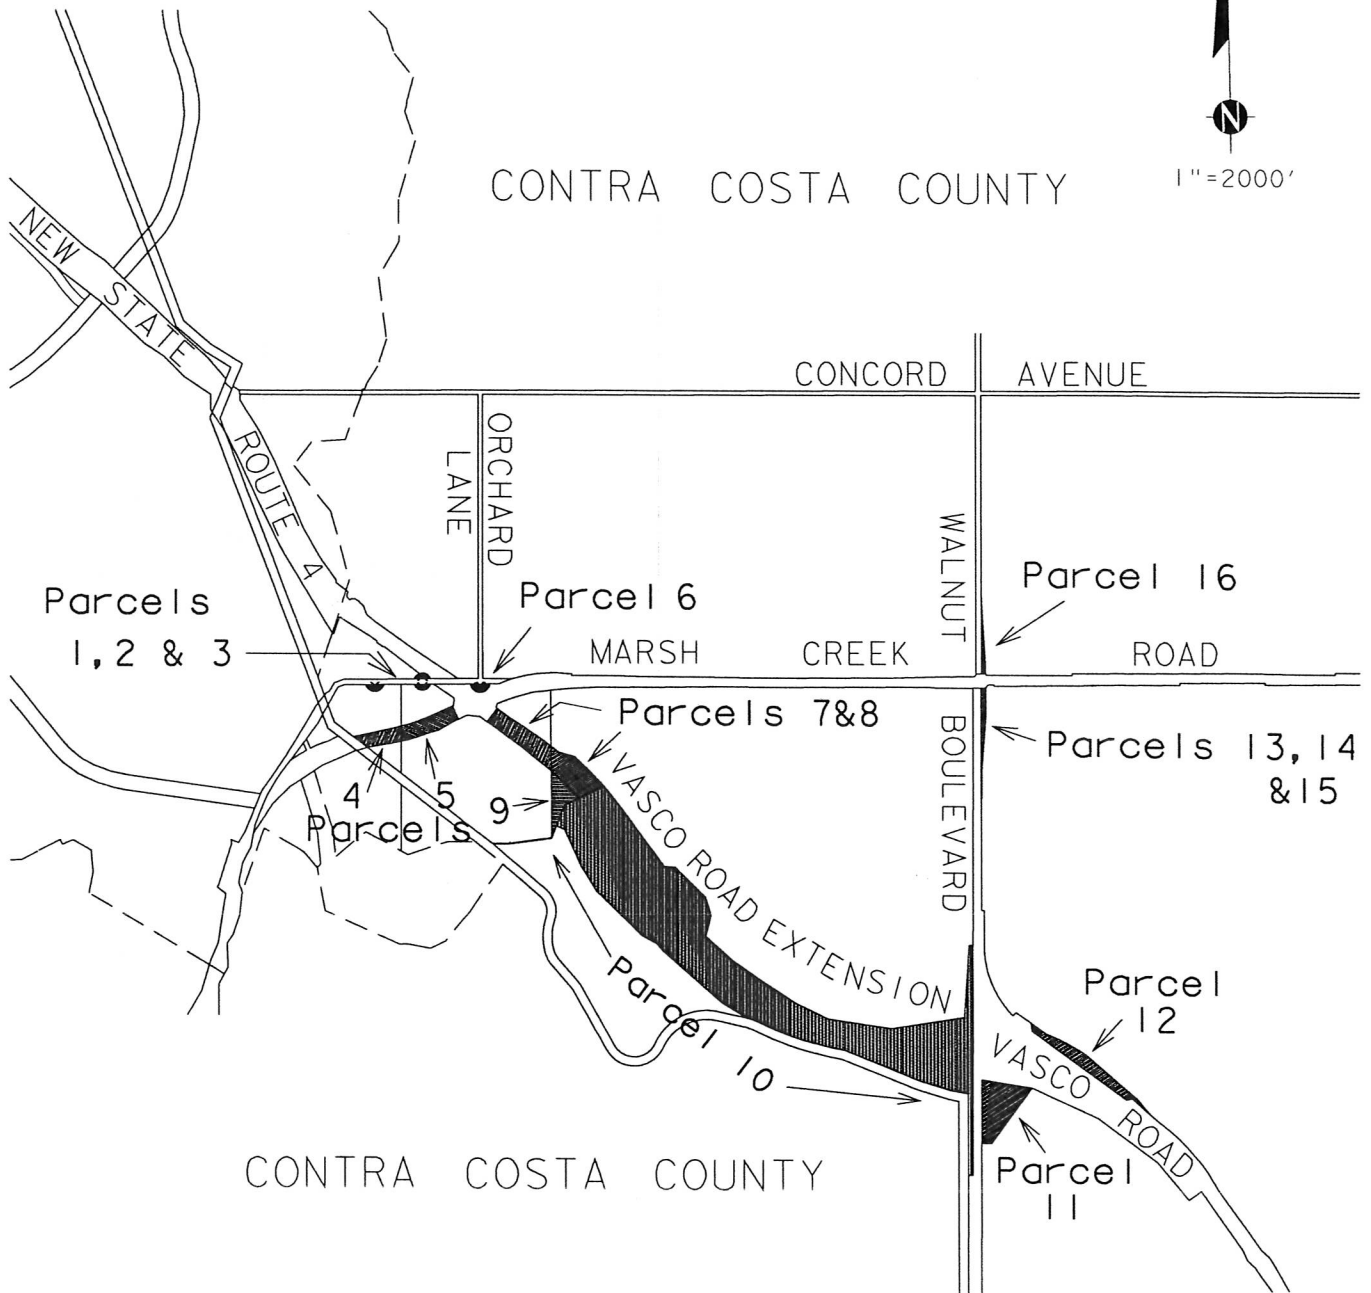 N
1"=2000'
CONTRA COSTA COUNTY
NEW STATE ROUTE 4
CONCORD AVENUE
ORCHARD
LANE
WALNUT BOULEVARD
Parcel 16
Parcel 6
Parcels
1, 2 & 3
MARSH CREEK ROAD
Parcels 7&8
Parcels 13, 14
&15
4 5
Parcels
9
VASCO ROAD EXTENSION
Parcel 10
Parcel
12
VASCO ROAD
Parcel
11
CONTRA COSTA COUNTY